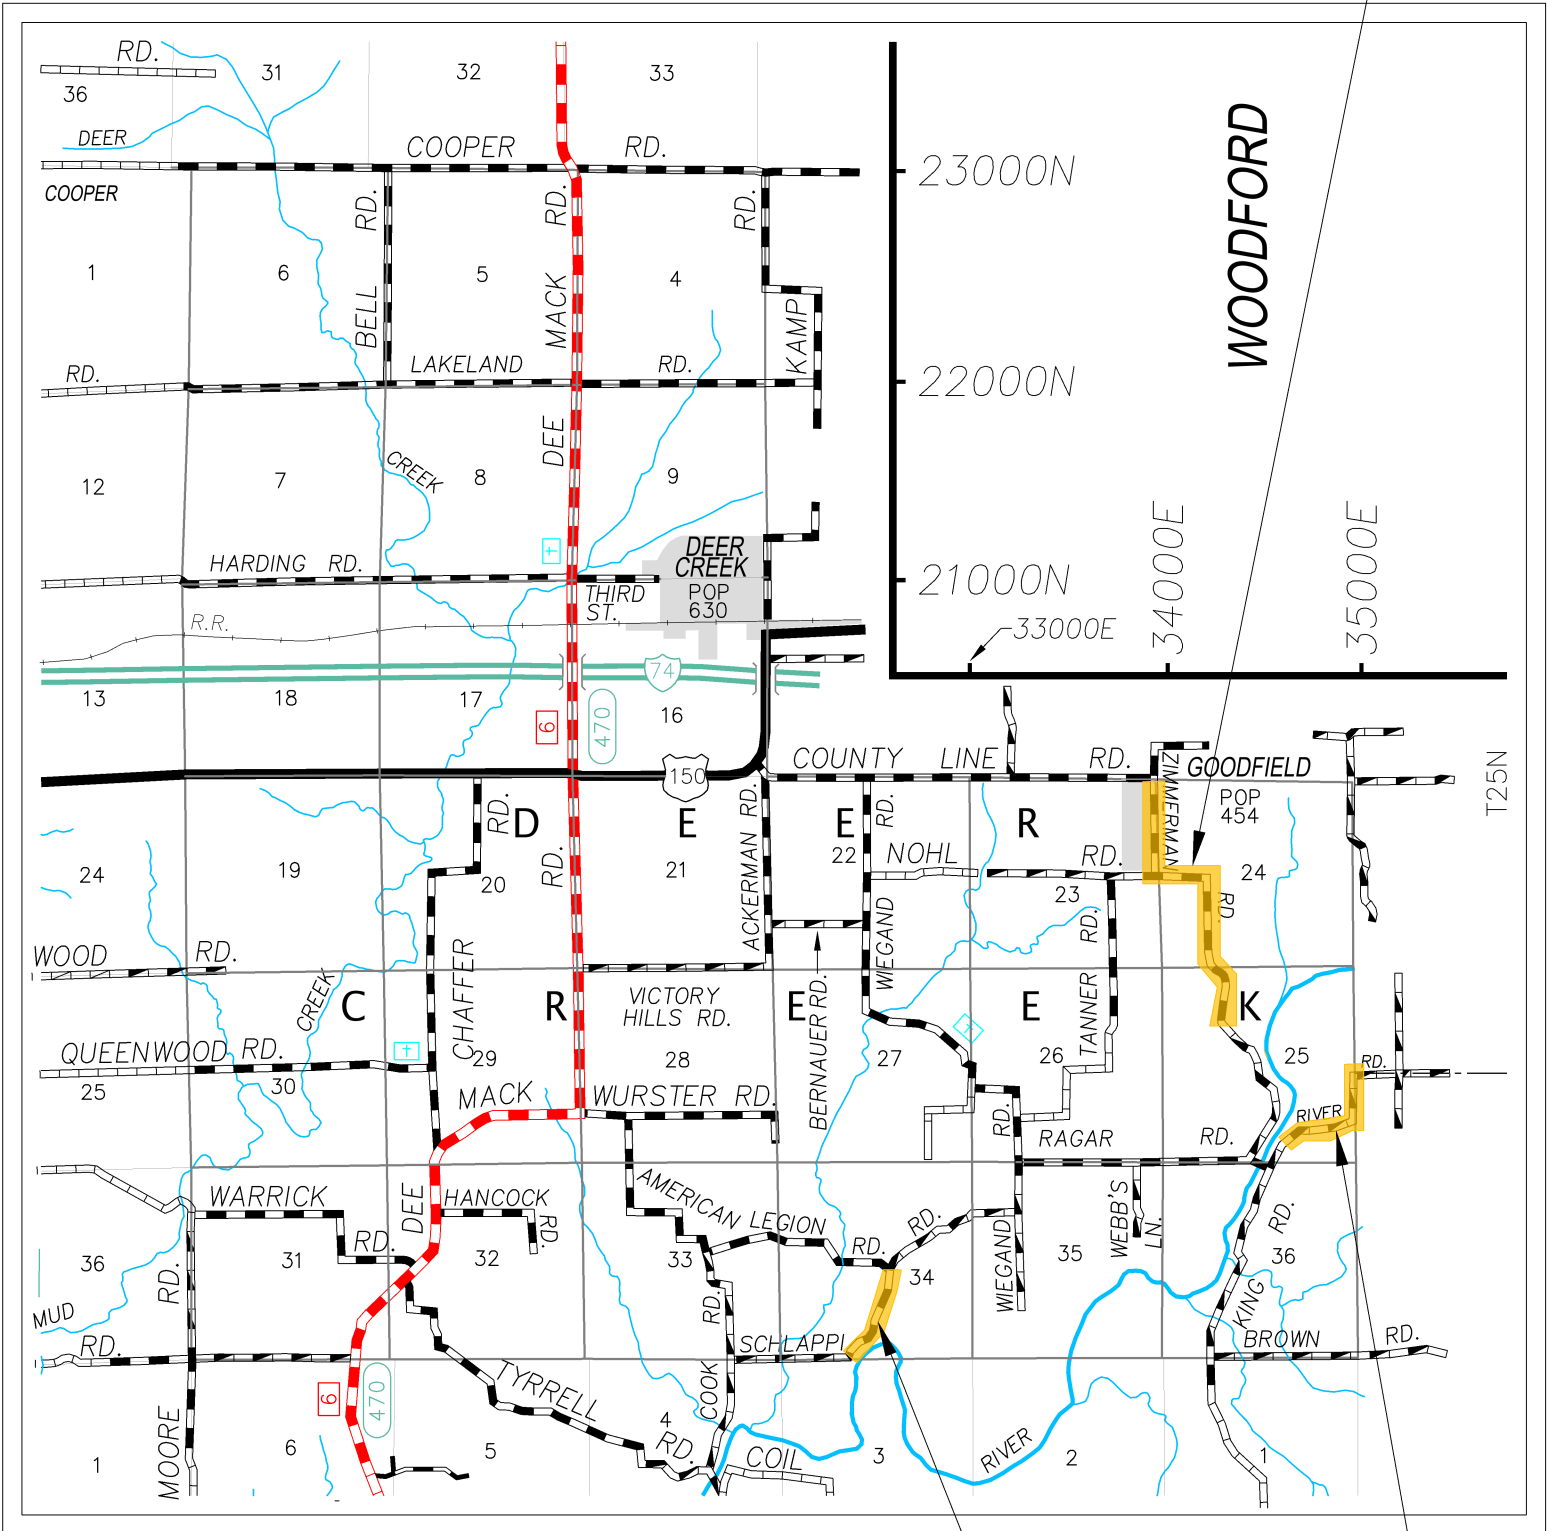 RD.
31
32
33
36
DEER
COOPER RD.
COOPER
RD.
RD.
RD.
1
6
5
4
BELL
MACK
KAMP
RD.
LAKELAND RD.
DEE
12
7
CREEK
8
9
HARDING RD.
DEER
CREEK
POP
630
THIRD
ST.
R.R.
74
13
18
17
16
6
470
150
WOODFORD
23000N
22000N
21000N
33000E
34000E
35000E
COUNTY LINE RD.
ZIMMERMAN
GOODFIELD
POP
454
T25N
RD.
D E E R
RD.
ACKERMAN RD.
RD.
22
NOHL RD.
24
19
20
21
23
24
RD.
WIEGAND
RD.
WOOD RD.
CHAFFER
CREEK
C R E E K
VICTORY
HILLS RD.
BERNAUER RD.
TANNER
QUEENWOOD RD.
25
30
29
28
27
26
25
RD.
MACK
WURSTER RD.
RD.
RIVER
RAGAR RD.
WARRICK
DEE
HANCOCK
RD.
AMERICAN LEGION
RD.
RD.
WIEGAND
WEBB'S
LN.
RD.
36
31
RD.
32
33
34
35
36
RD.
RD.
KING
MUD
RD.
SCHLAPPI
BROWN RD.
6
470
TYRRELL
RD.
COOK
MOORE
1
6
5
4
COIL
3
RIVER
2
1